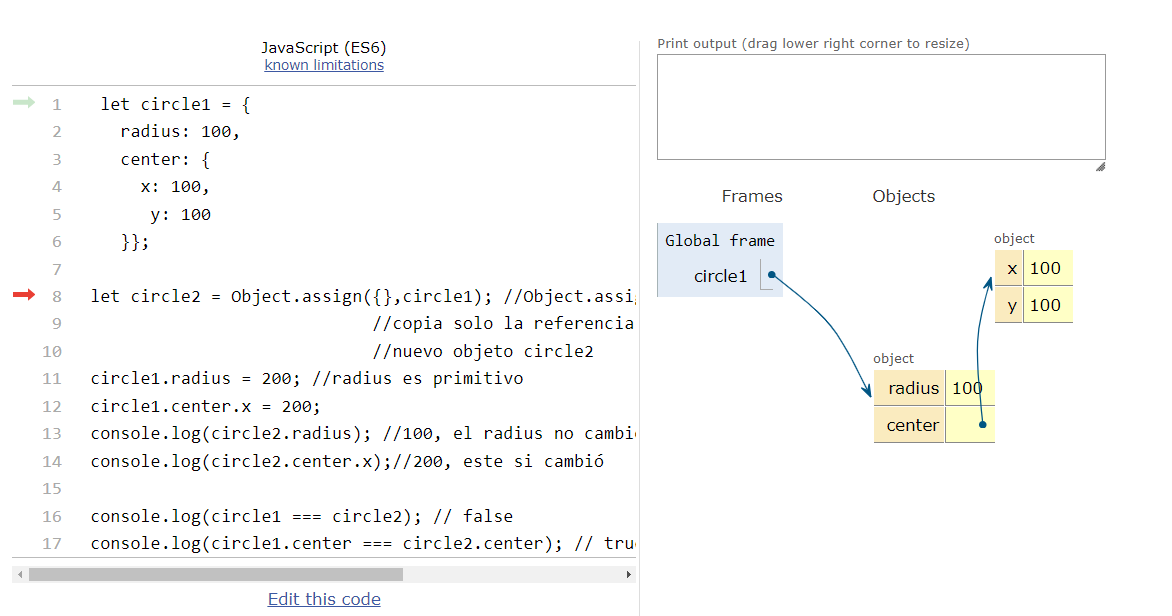 JavaScript (ES6)
known limitations
1 let circle1 = {
2 radius: 100,
3 center: {
4 x: 100,
5 y: 100
6 }};
7
8 let circle2 = Object.assign({},circle1); //Object.assi
9 //copia solo la referencia
10 //nuevo objeto circle2
11 circle1.radius = 200; //radius es primitivo
12 circle1.center.x = 200;
13 console.log(circle2.radius); //100, el radius no cambi
14 console.log(circle2.center.x);//200, este si cambió
15
16 console.log(circle1 === circle2); // false
17 console.log(circle1.center === circle2.center); // tru
Edit this code
Print output (drag lower right corner to resize)
Frames
Objects
Global frame
circle1
object
x 100
y 100
object
radius 100
center